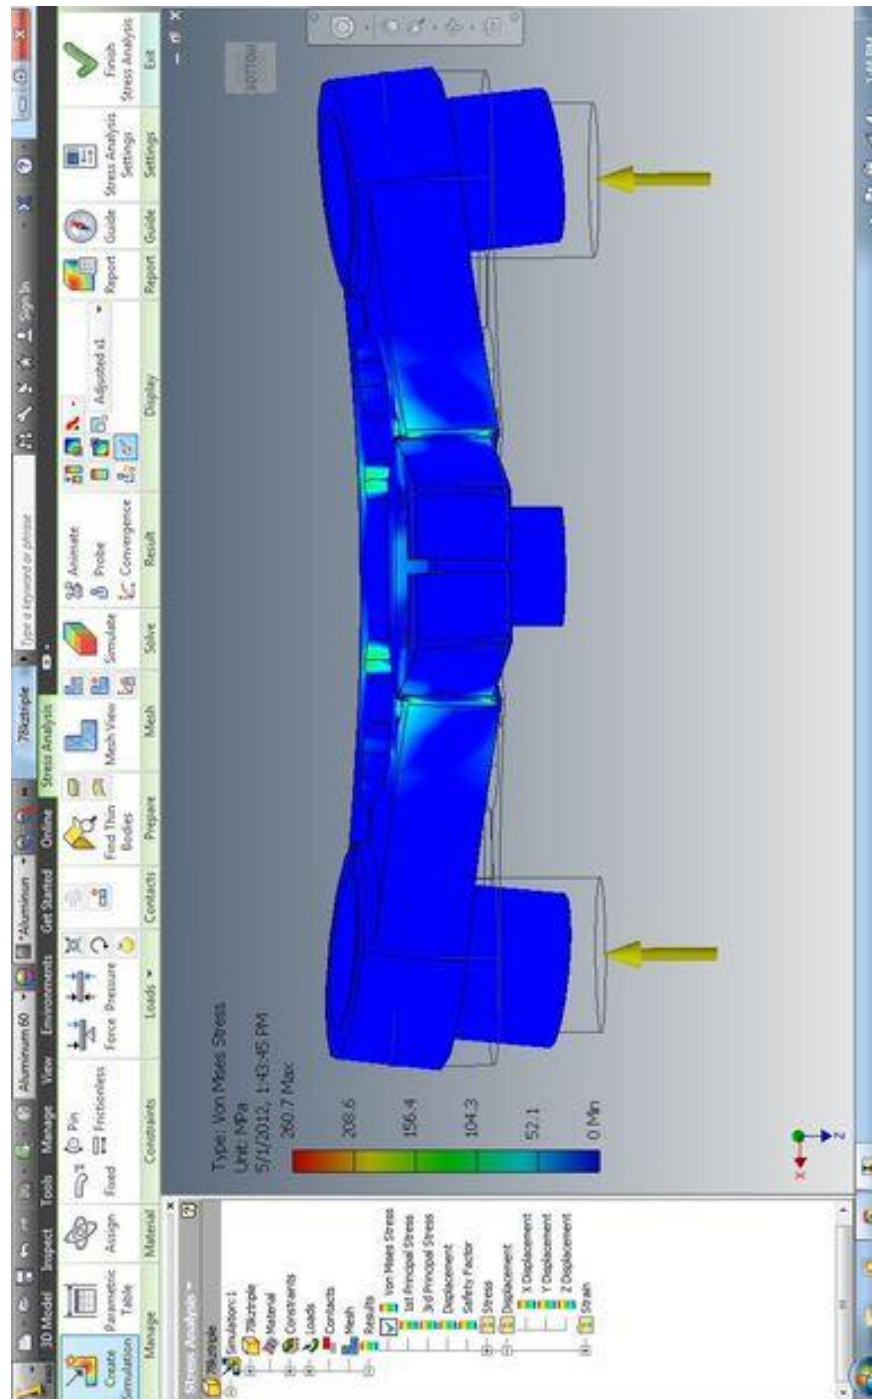 78kztriple
Type a keyword or phrase
Sign In
Aluminum 60
*Aluminum
PRO
3D Model
Inspect
Tools
Manage
View
Environments
Get Started
Online
Stress Analysis
Create
Simulation
Parametric
Table
Assign
Fixed
Pin
Frictionless
Force
Pressure
Find Thin
Bodies
Mesh View
Simulate
Animate
Probe
Convergence
Adjusted x1
Report
Guide
Stress Analysis
Settings
Finish
Stress Analysis
Manage
Material
Constraints
Loads
Contacts
Prepare
Mesh
Solve
Result
Display
Report
Guide
Settings
Exit
Stress Analysis
78kztriple
Simulation:1
78kztriple
Material
Constraints
Loads
Contacts
Mesh
Results
Von Mises Stress
1st Principal Stress
3rd Principal Stress
Displacement
Safety Factor
Stress
Displacement
X Displacement
Y Displacement
Z Displacement
Strain
Type: Von Mises Stress
Unit: MPa
5/1/2012, 1:43:45 PM
260.7 Max
208.6
156.4
104.3
52.1
0 Min
BOTTOM
X
Z